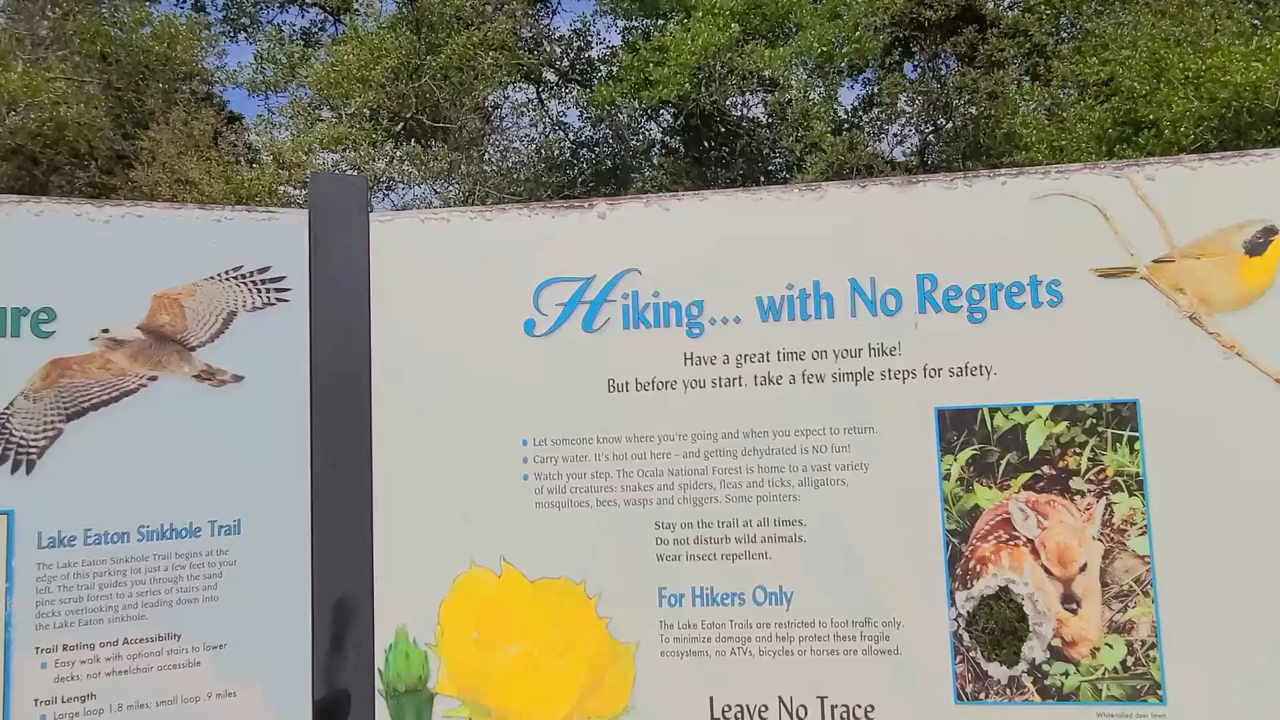 ure
Lake Eaton Sinkhole Trail
The Lake Eaton Sinkhole Trail begins at the
edge of this parking lot just a few feet to your
left. The trail guides you through the sand
pine scrub forest to a series of stairs and
decks overlooking and leading down into
the Lake Eaton sinkhole.
Trail Rating and Accessibility
Easy walk with optional stairs to lower
decks; not wheelchair accessible
Trail Length
Large loop 1.8 miles; small loop .9 miles
Hiking... with No Regrets
Have a great time on your hike!
But before you start, take a few simple steps for safety.
Let someone know where you're going and when you expect to return.
Carry water. It's hot out here – and getting dehydrated is NO fun!
Watch your step. The Ocala National Forest is home to a vast variety
of wild creatures: snakes and spiders, fleas and ticks, alligators,
mosquitoes, bees, wasps and chiggers. Some pointers:
Stay on the trail at all times.
Do not disturb wild animals.
Wear insect repellent.
For Hikers Only
The Lake Eaton Trails are restricted to foot traffic only.
To minimize damage and help protect these fragile
ecosystems, no ATVs, bicycles or horses are allowed.
Leave No Trace
White-tailed deer fawn